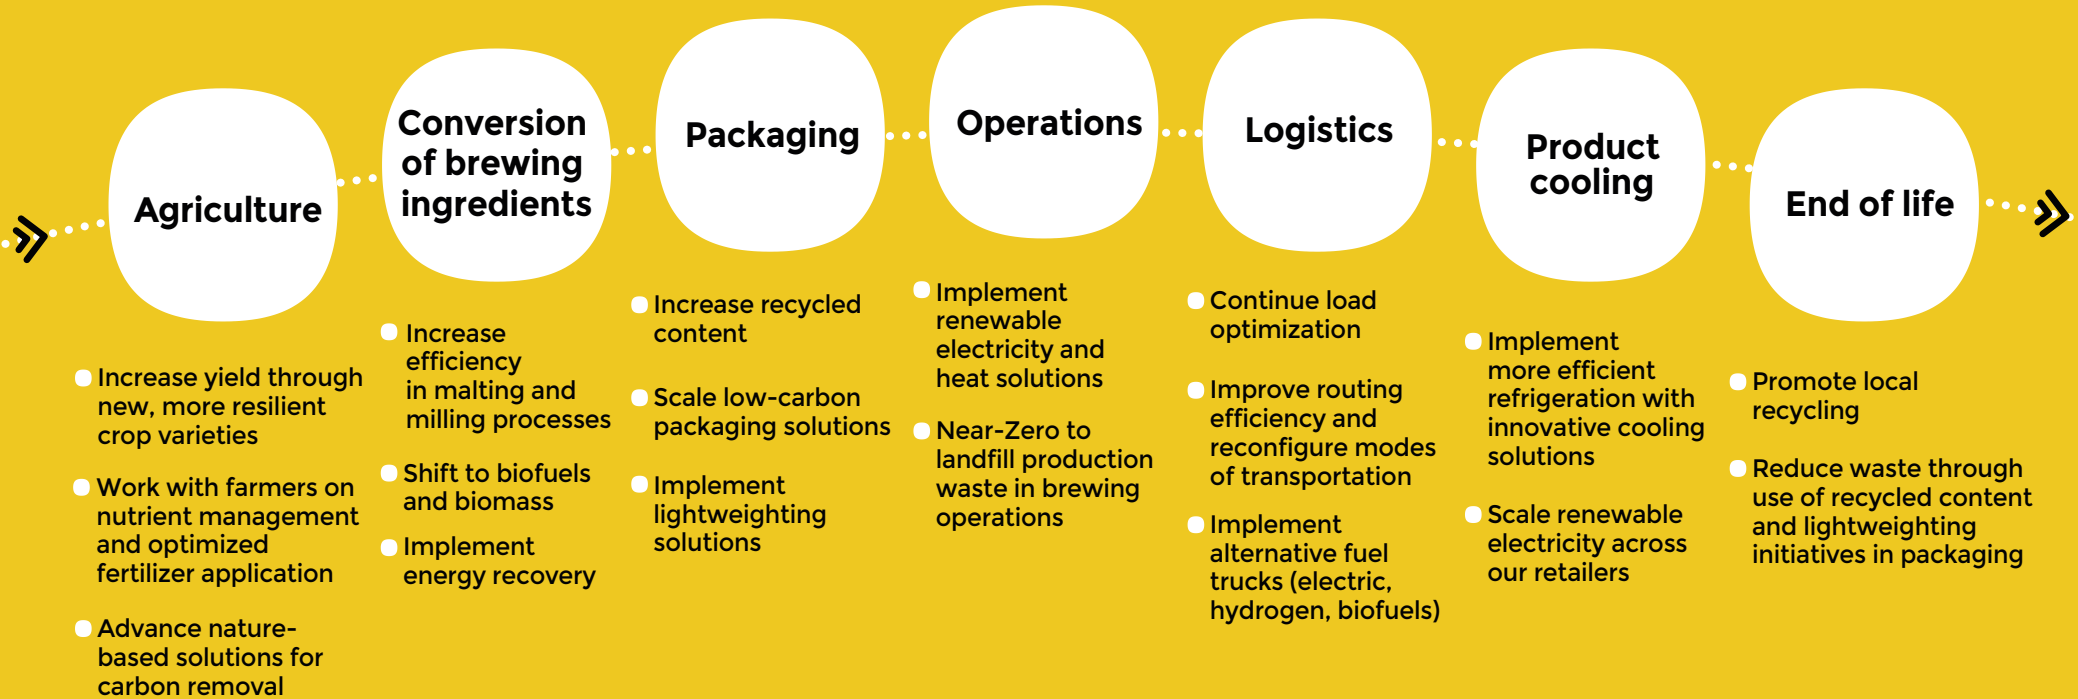 Agriculture
Increase yield through
new, more resilient
crop varieties
Work with farmers on
nutrient management
and optimized
fertilizer application
Advance nature-
based solutions for
carbon removal
Conversion
of brewing
ingredients
Increase
efficiency
in malting and
milling processes
Shift to biofuels
and biomass
Implement
energy recovery
Packaging
Increase recycled
content
Scale low-carbon
packaging solutions
Implement
lightweighting
solutions
Operations
Implement
renewable
electricity and
heat solutions
Near-Zero to
landfill production
waste in brewing
operations
Logistics
Continue load
optimization
Improve routing
efficiency and
reconfigure modes
of transportation
Implement
alternative fuel
trucks (electric,
hydrogen, biofuels)
Product
cooling
Implement
more efficient
refrigeration with
innovative cooling
solutions
Scale renewable
electricity across
our retailers
End of life
Promote local
recycling
Reduce waste through
use of recycled content
and lightweighting
initiatives in packaging